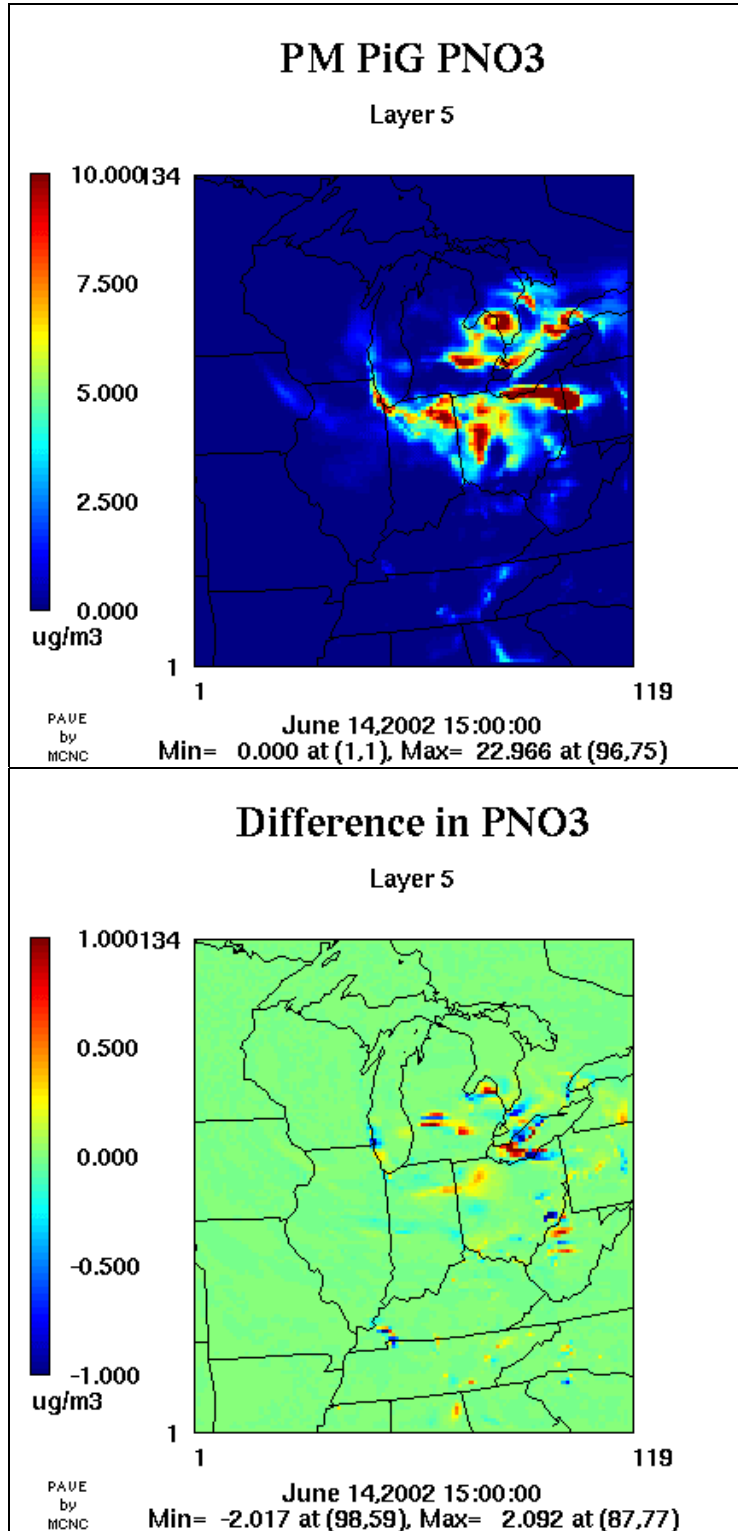 PM PiG PNO3
Layer 5
10.000
134
7.500
5.000
2.500
0.000
ug/m3
1
1
119
PAVE
by
MCNC
June 14,2002 15:00:00
Min= 0.000 at (1,1), Max= 22.966 at (96,75)
Difference in PNO3
Layer 5
1.000
134
0.500
0.000
-0.500
-1.000
ug/m3
1
1
119
PAVE
by
MCNC
June 14,2002 15:00:00
Min= -2.017 at (98,59), Max= 2.092 at (87,77)